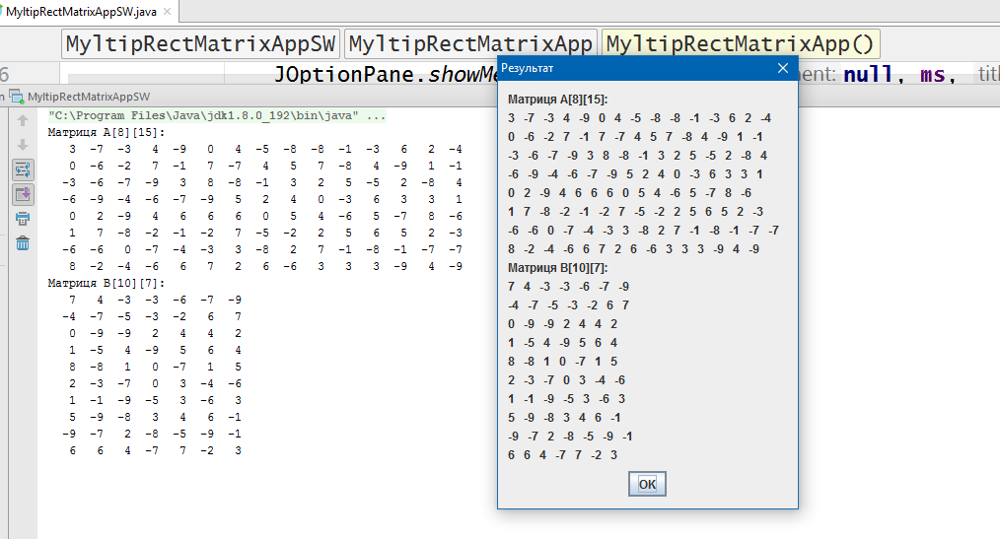 MyltipRectMatrixAppSW.java
MyltipRectMatrixAppSW MyltipRectMatrixApp MyltipRectMatrixApp()
6 JOptionPane.showMe ment: null, ms, titl
n MyltipRectMatrixAppSW
"C:\Program Files\Java\jdk1.8.0_192\bin\java" ...
Матриця A[8][15]:
3 -7 -3 4 -9 0 4 -5 -8 -8 -1 -3 6 2 -4
0 -6 -2 7 -1 7 -7 4 5 7 -8 4 -9 1 -1
-3 -6 -7 -9 3 8 -8 -1 3 2 5 -5 2 -8 4
-6 -9 -4 -6 -7 -9 5 2 4 0 -3 6 3 3 1
0 2 -9 4 6 6 6 0 5 4 -6 5 -7 8 -6
1 7 -8 -2 -1 -2 7 -5 -2 2 5 6 5 2 -3
-6 -6 0 -7 -4 -3 3 -8 2 7 -1 -8 -1 -7 -7
8 -2 -4 -6 6 7 2 6 -6 3 3 3 -9 4 -9
Матриця B[10][7]:
7 4 -3 -3 -6 -7 -9
-4 -7 -5 -3 -2 6 7
0 -9 -9 2 4 4 2
1 -5 4 -9 5 6 4
8 -8 1 0 -7 1 5
2 -3 -7 0 3 -4 -6
1 -1 -9 -5 3 -6 3
5 -9 -8 3 4 6 -1
-9 -7 2 -8 -5 -9 -1
6 6 4 -7 7 -2 3
Результат
Матриця A[8][15]:
3 -7 -3 4 -9 0 4 -5 -8 -8 -1 -3 6 2 -4
0 -6 -2 7 -1 7 -7 4 5 7 -8 4 -9 1 -1
-3 -6 -7 -9 3 8 -8 -1 3 2 5 -5 2 -8 4
-6 -9 -4 -6 -7 -9 5 2 4 0 -3 6 3 3 1
0 2 -9 4 6 6 6 0 5 4 -6 5 -7 8 -6
1 7 -8 -2 -1 -2 7 -5 -2 2 5 6 5 2 -3
-6 -6 0 -7 -4 -3 3 -8 2 7 -1 -8 -1 -7 -7
8 -2 -4 -6 6 7 2 6 -6 3 3 3 -9 4 -9
Матриця B[10][7]:
7 4 -3 -3 -6 -7 -9
-4 -7 -5 -3 -2 6 7
0 -9 -9 2 4 4 2
1 -5 4 -9 5 6 4
8 -8 1 0 -7 1 5
2 -3 -7 0 3 -4 -6
1 -1 -9 -5 3 -6 3
5 -9 -8 3 4 6 -1
-9 -7 2 -8 -5 -9 -1
6 6 4 -7 7 -2 3
OK